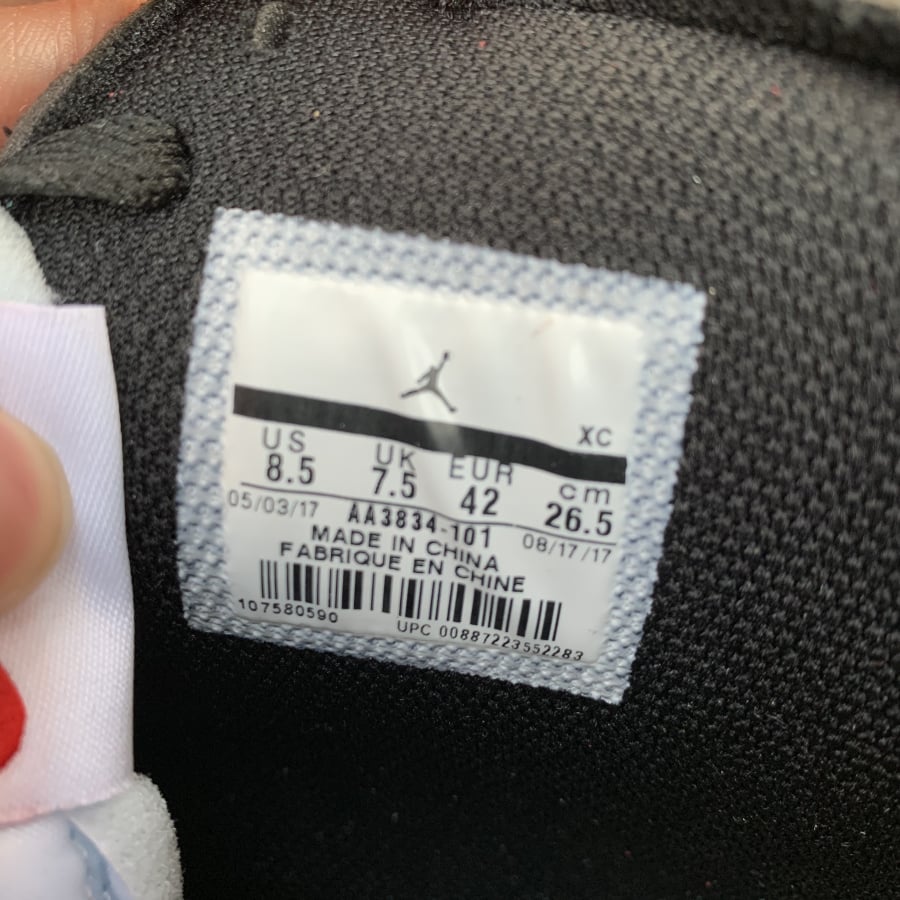 XC
US UK EUR cm
8.5 7.5 42 26.5
05/03/17 AA3834-101 08/17/17
MADE IN CHINA
FABRIQUE EN CHINE
107580590 UPC 00887223552283